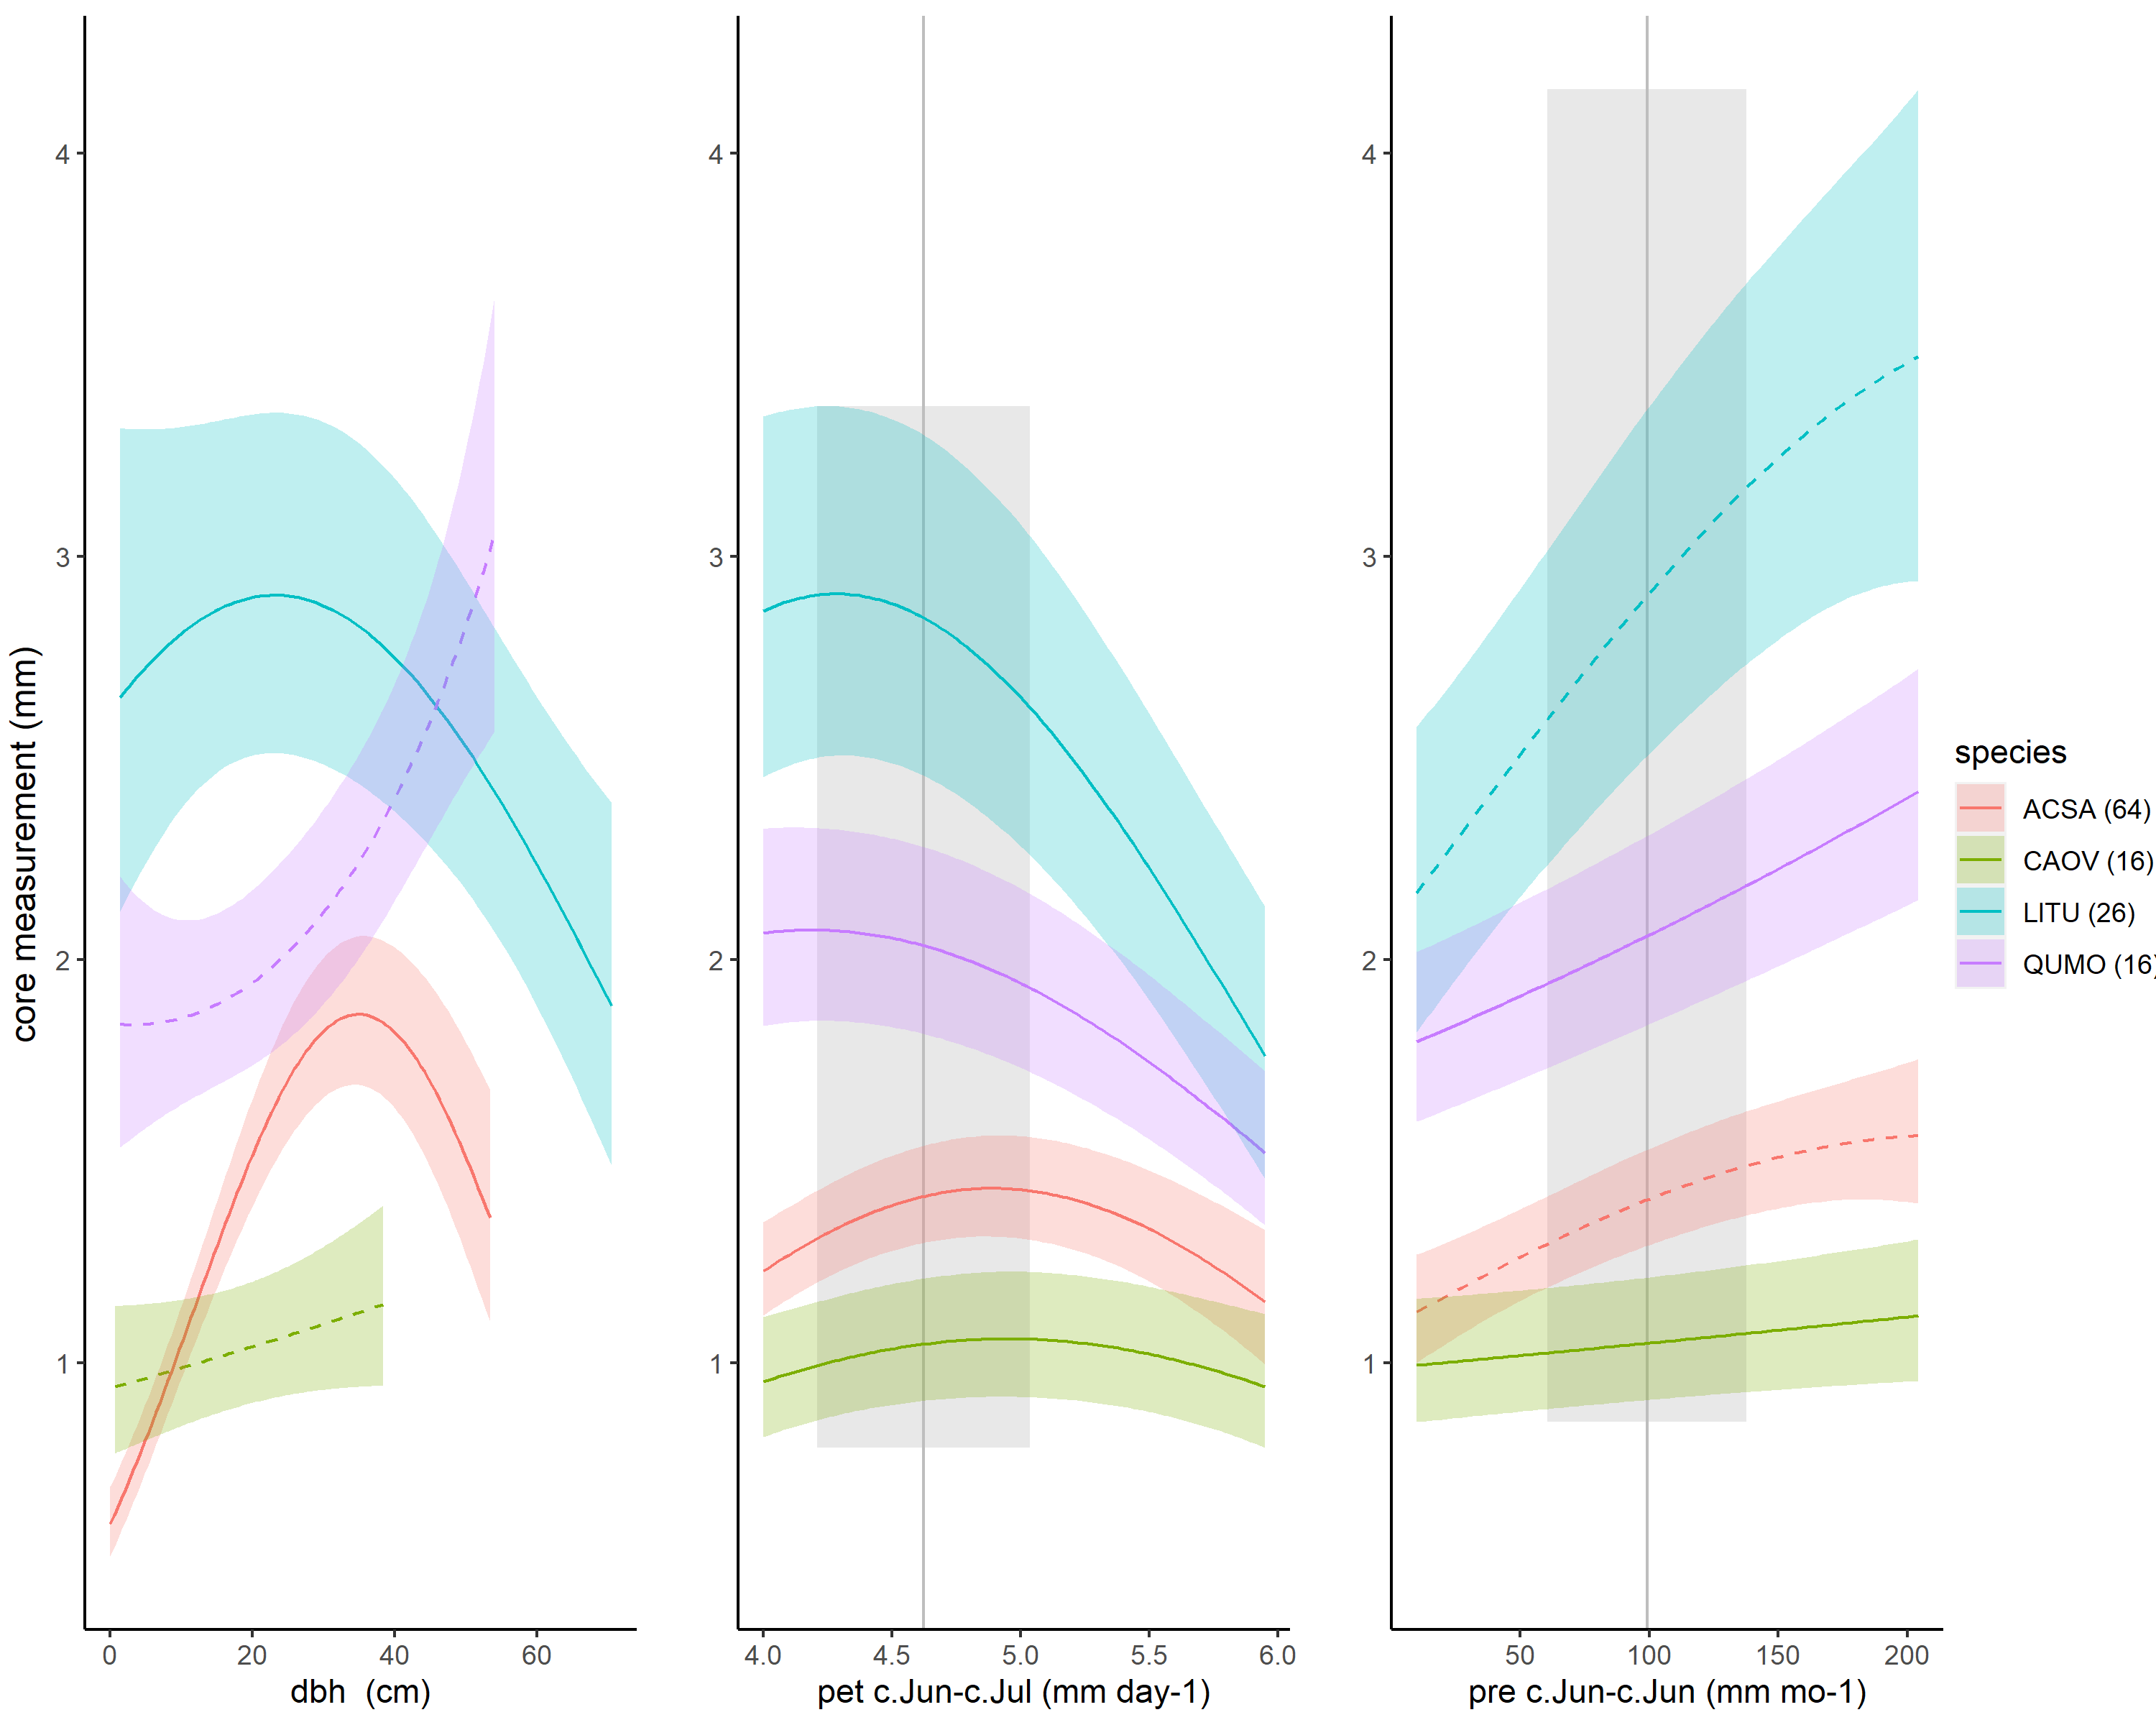 core measurement (mm)
4
3
2
1
0 20 40 60
dbh (cm)
4
3
2
1
4.0 4.5 5.0 5.5 6.0
pet c.Jun-c.Jul (mm day-1)
4
3
2
1
50 100 150 200
pre c.Jun-c.Jun (mm mo-1)
species
ACSA (64)
CAOV (16)
LITU (26)
QUMO (16)